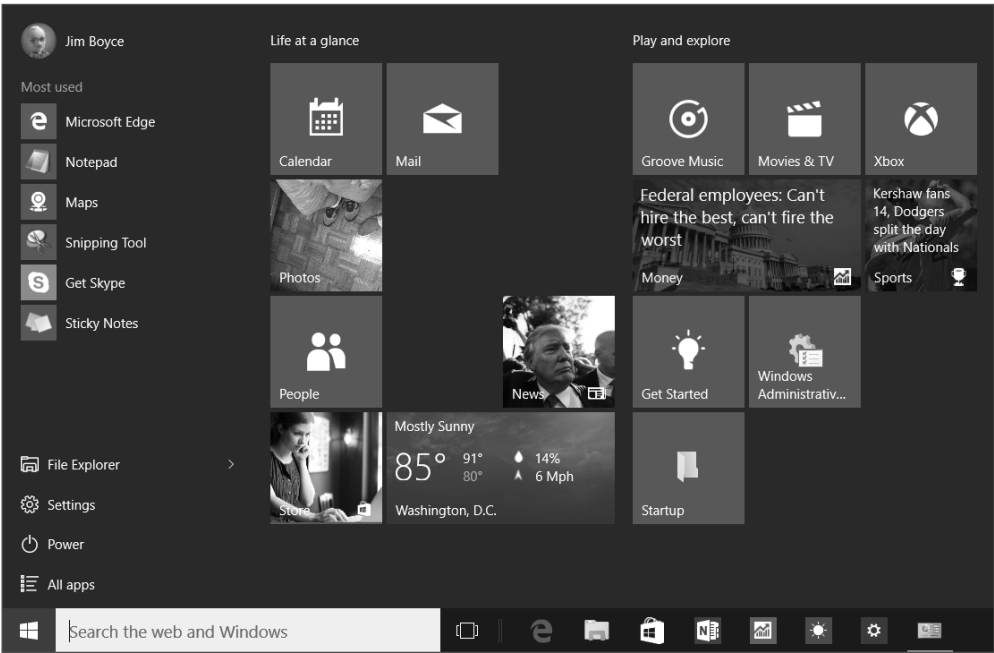 Jim Boyce
Most used
Microsoft Edge
Notepad
Maps
Snipping Tool
Get Skype
Sticky Notes
File Explorer
Settings
Power
All apps
Life at a glance
Calendar
Mail
Photos
People
News
Store
Mostly Sunny
85°
91°
80°
14%
6 Mph
Washington, D.C.
Play and explore
Groove Music
Movies & TV
Xbox
Federal employees: Can't
hire the best, can't fire the
worst
Money
Kershaw fans
14, Dodgers
split the day
with Nationals
Sports
Get Started
Windows
Administrativ...
Startup
Search the web and Windows